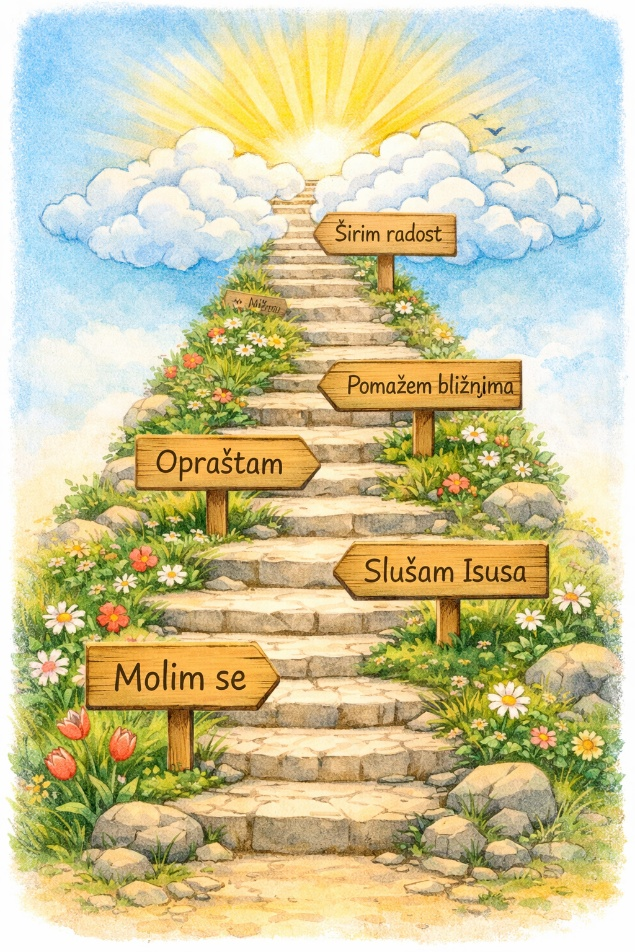 Širim radost
Pomažem bližnjima
Opraštam
Slušam Isusa
Molim se